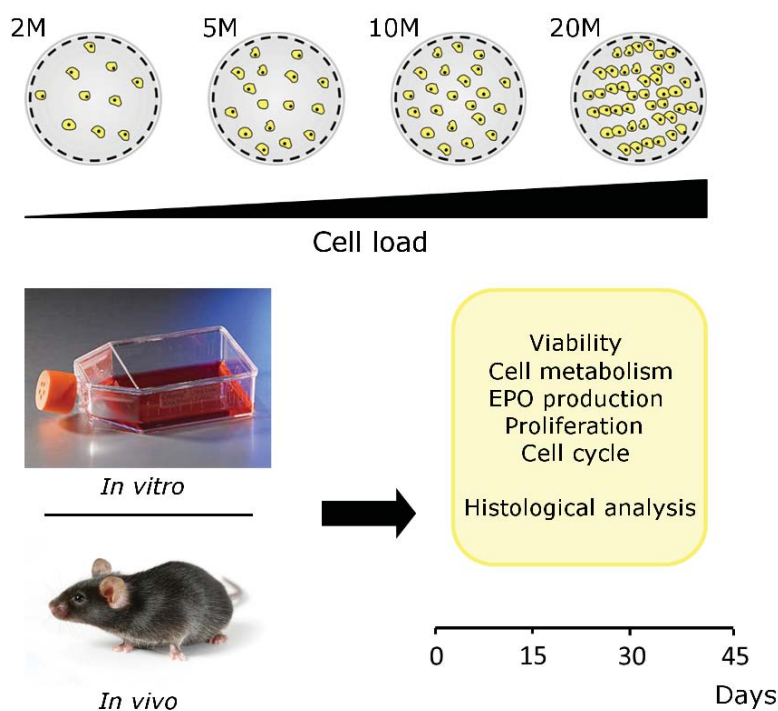 2M 5M 10M 20M
Cell load
In vitro
In vivo
Viability
Cell metabolism
EPO production
Proliferation
Cell cycle
Histological analysis
0 15 30 45
Days